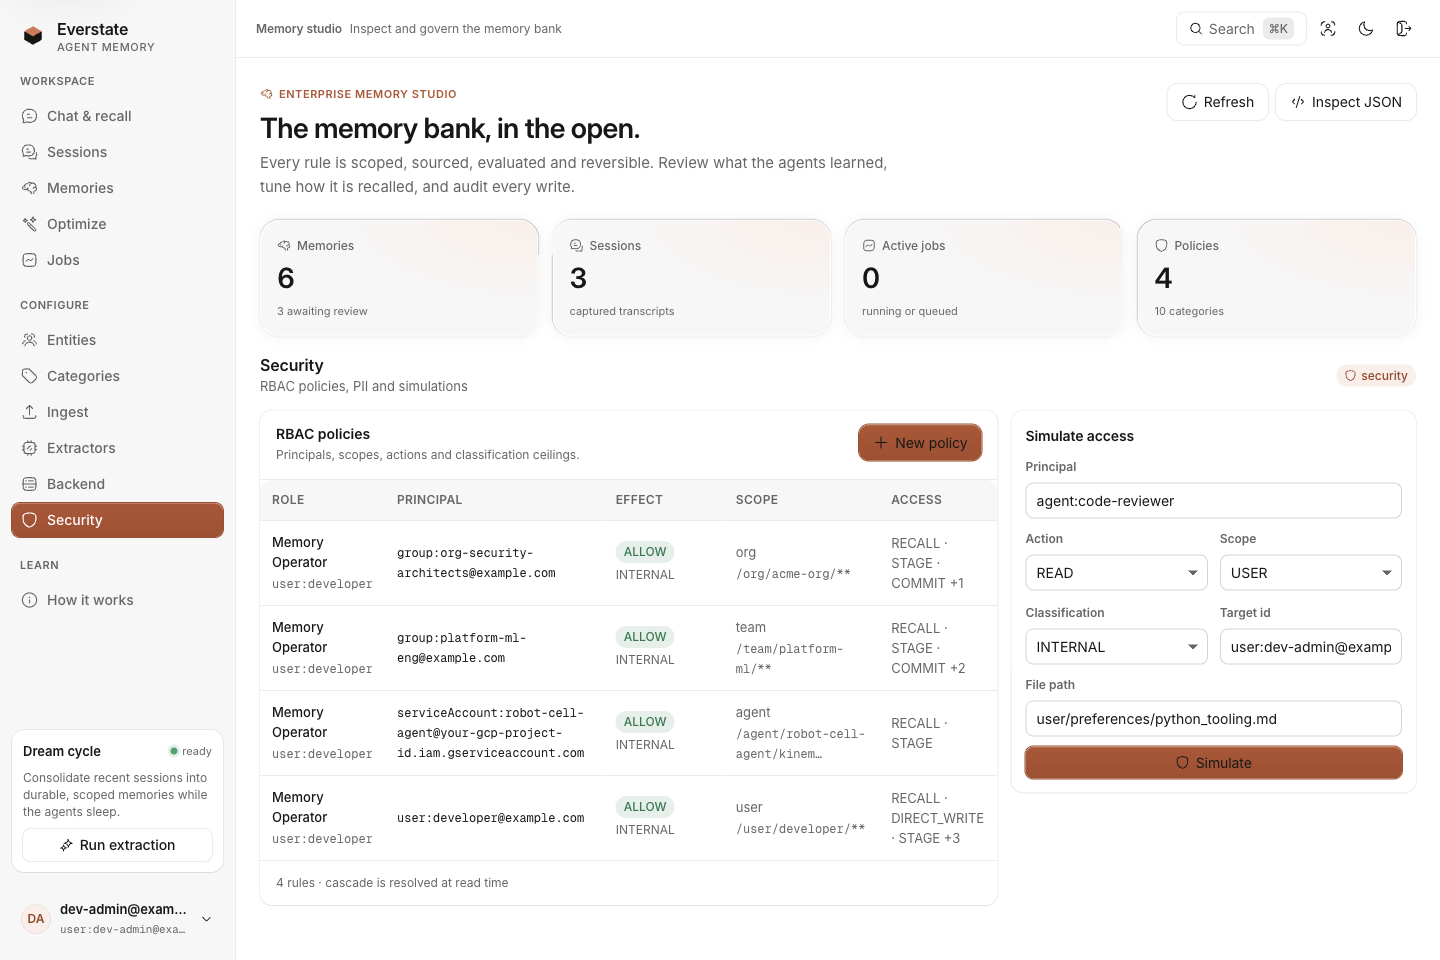 Everstate
AGENT MEMORY
WORKSPACE
Chat & recall
Sessions
Memories
Optimize
Jobs
CONFIGURE
Entities
Categories
Ingest
Extractors
Backend
Security
LEARN
How it works
Dream cycle
ready
Consolidate recent sessions into
durable, scoped memories while
the agents sleep.
Run extraction
DA
dev-admin@exam...
user:dev-admin@exa…
Memory studio Inspect and govern the memory bank
Search ⌘K
ENTERPRISE MEMORY STUDIO
Refresh
Inspect JSON
The memory bank, in the open.
Every rule is scoped, sourced, evaluated and reversible. Review what the agents learned,
tune how it is recalled, and audit every write.
Memories
6
3 awaiting review
Sessions
3
captured transcripts
Active jobs
0
running or queued
Policies
4
10 categories
Security
RBAC policies, PII and simulations
security
RBAC policies
Principals, scopes, actions and classification ceilings.
New policy
ROLE PRINCIPAL EFFECT SCOPE ACCESS
Memory
Operator
user:developer
group:org-security-
architects@example.com
ALLOW
INTERNAL
org
/org/acme-org/**
RECALL ·
STAGE ·
COMMIT +1
Memory
Operator
user:developer
group:platform-ml-
eng@example.com
ALLOW
INTERNAL
team
/team/platform-
ml/**
RECALL ·
STAGE ·
COMMIT +2
Memory
Operator
user:developer
serviceAccount:robot-cell-
agent@your-gcp-project-
id.iam.gserviceaccount.com
ALLOW
INTERNAL
agent
/agent/robot-cell-
agent/kinem…
RECALL ·
STAGE
Memory
Operator
user:developer
user:developer@example.com
ALLOW
INTERNAL
user
/user/developer/**
RECALL ·
DIRECT_WRITE
· STAGE +3
4 rules · cascade is resolved at read time
Simulate access
Principal
agent:code-reviewer
Action
READ
Scope
USER
Classification
INTERNAL
Target id
user:dev-admin@examp
File path
user/preferences/python_tooling.md
Simulate